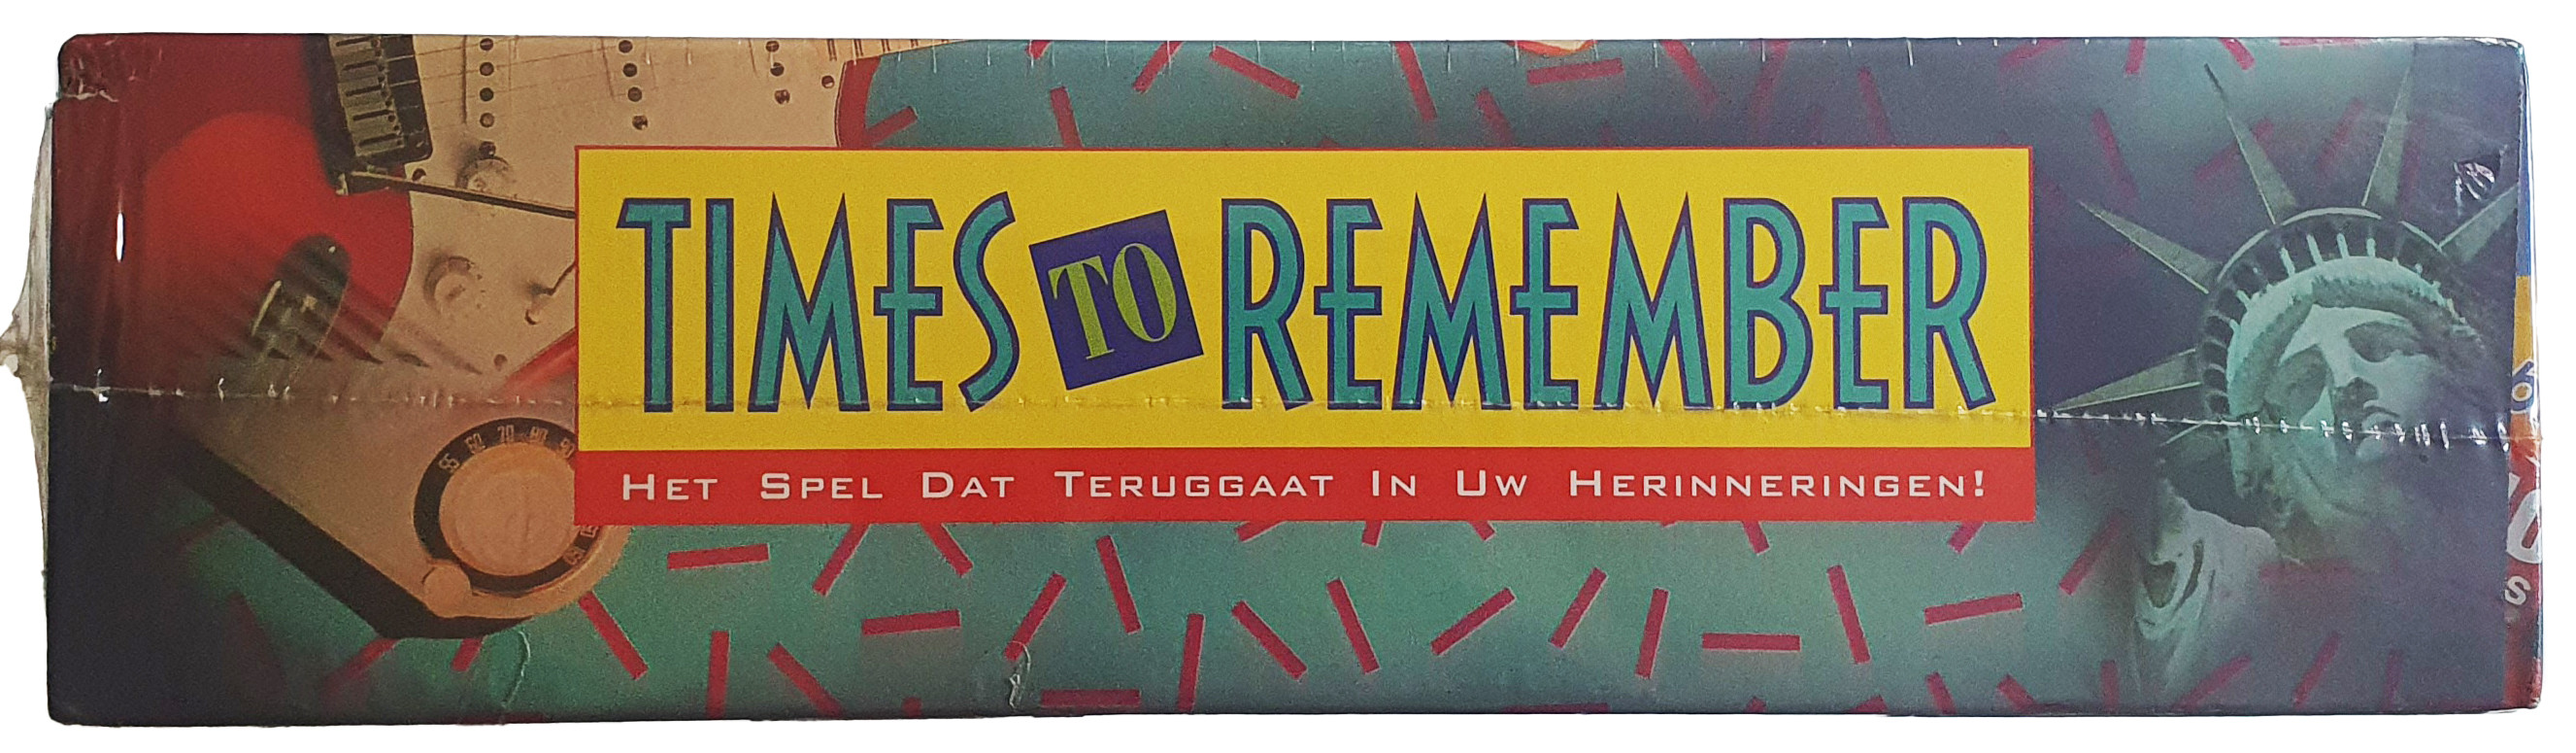 TIMES TO REMEMBER
HET SPEL DAT TERUGGAAT IN UW HERINNERINGEN!